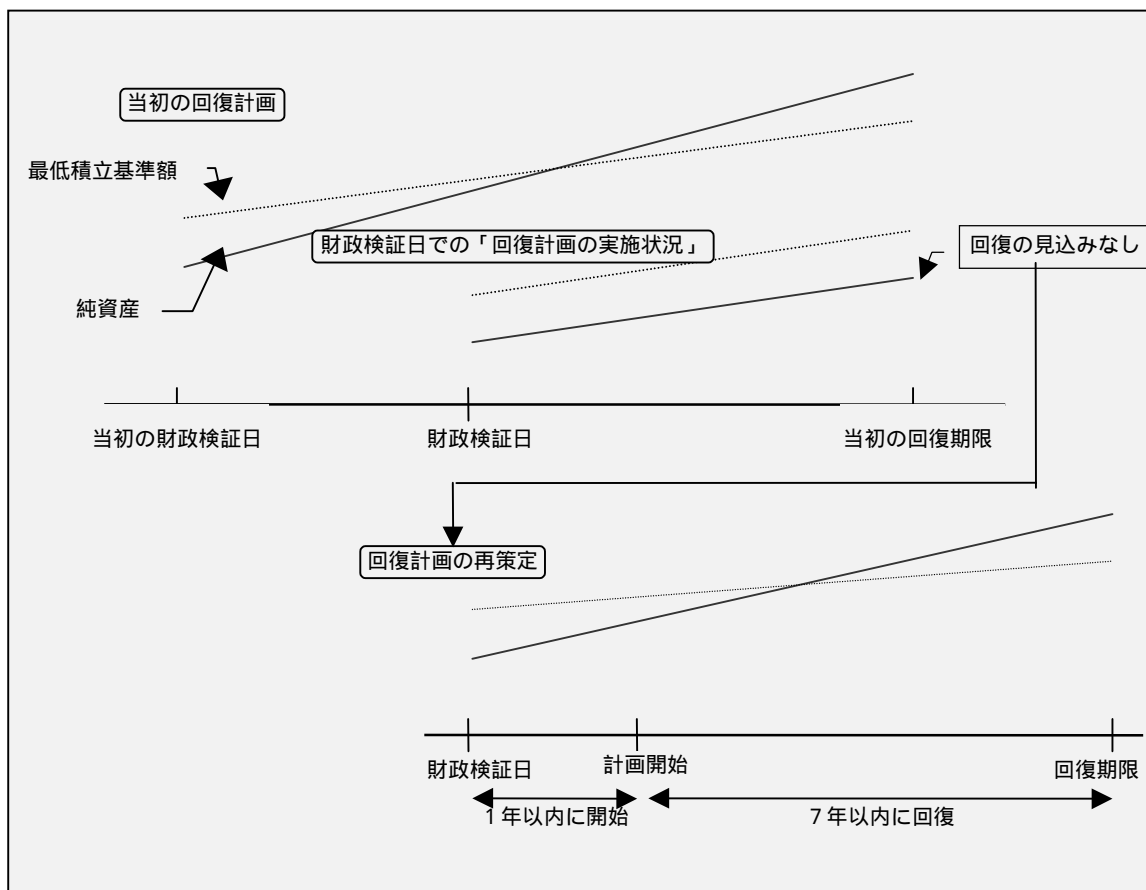 当初の回復計画
最低積立基準額
財政検証日での「回復計画の実施状況」
回復の見込みなし
純資産
当初の財政検証日
財政検証日
当初の回復期限
回復計画の再策定
財政検証日
計画開始
回復期限
1年以内に開始
7年以内に回復